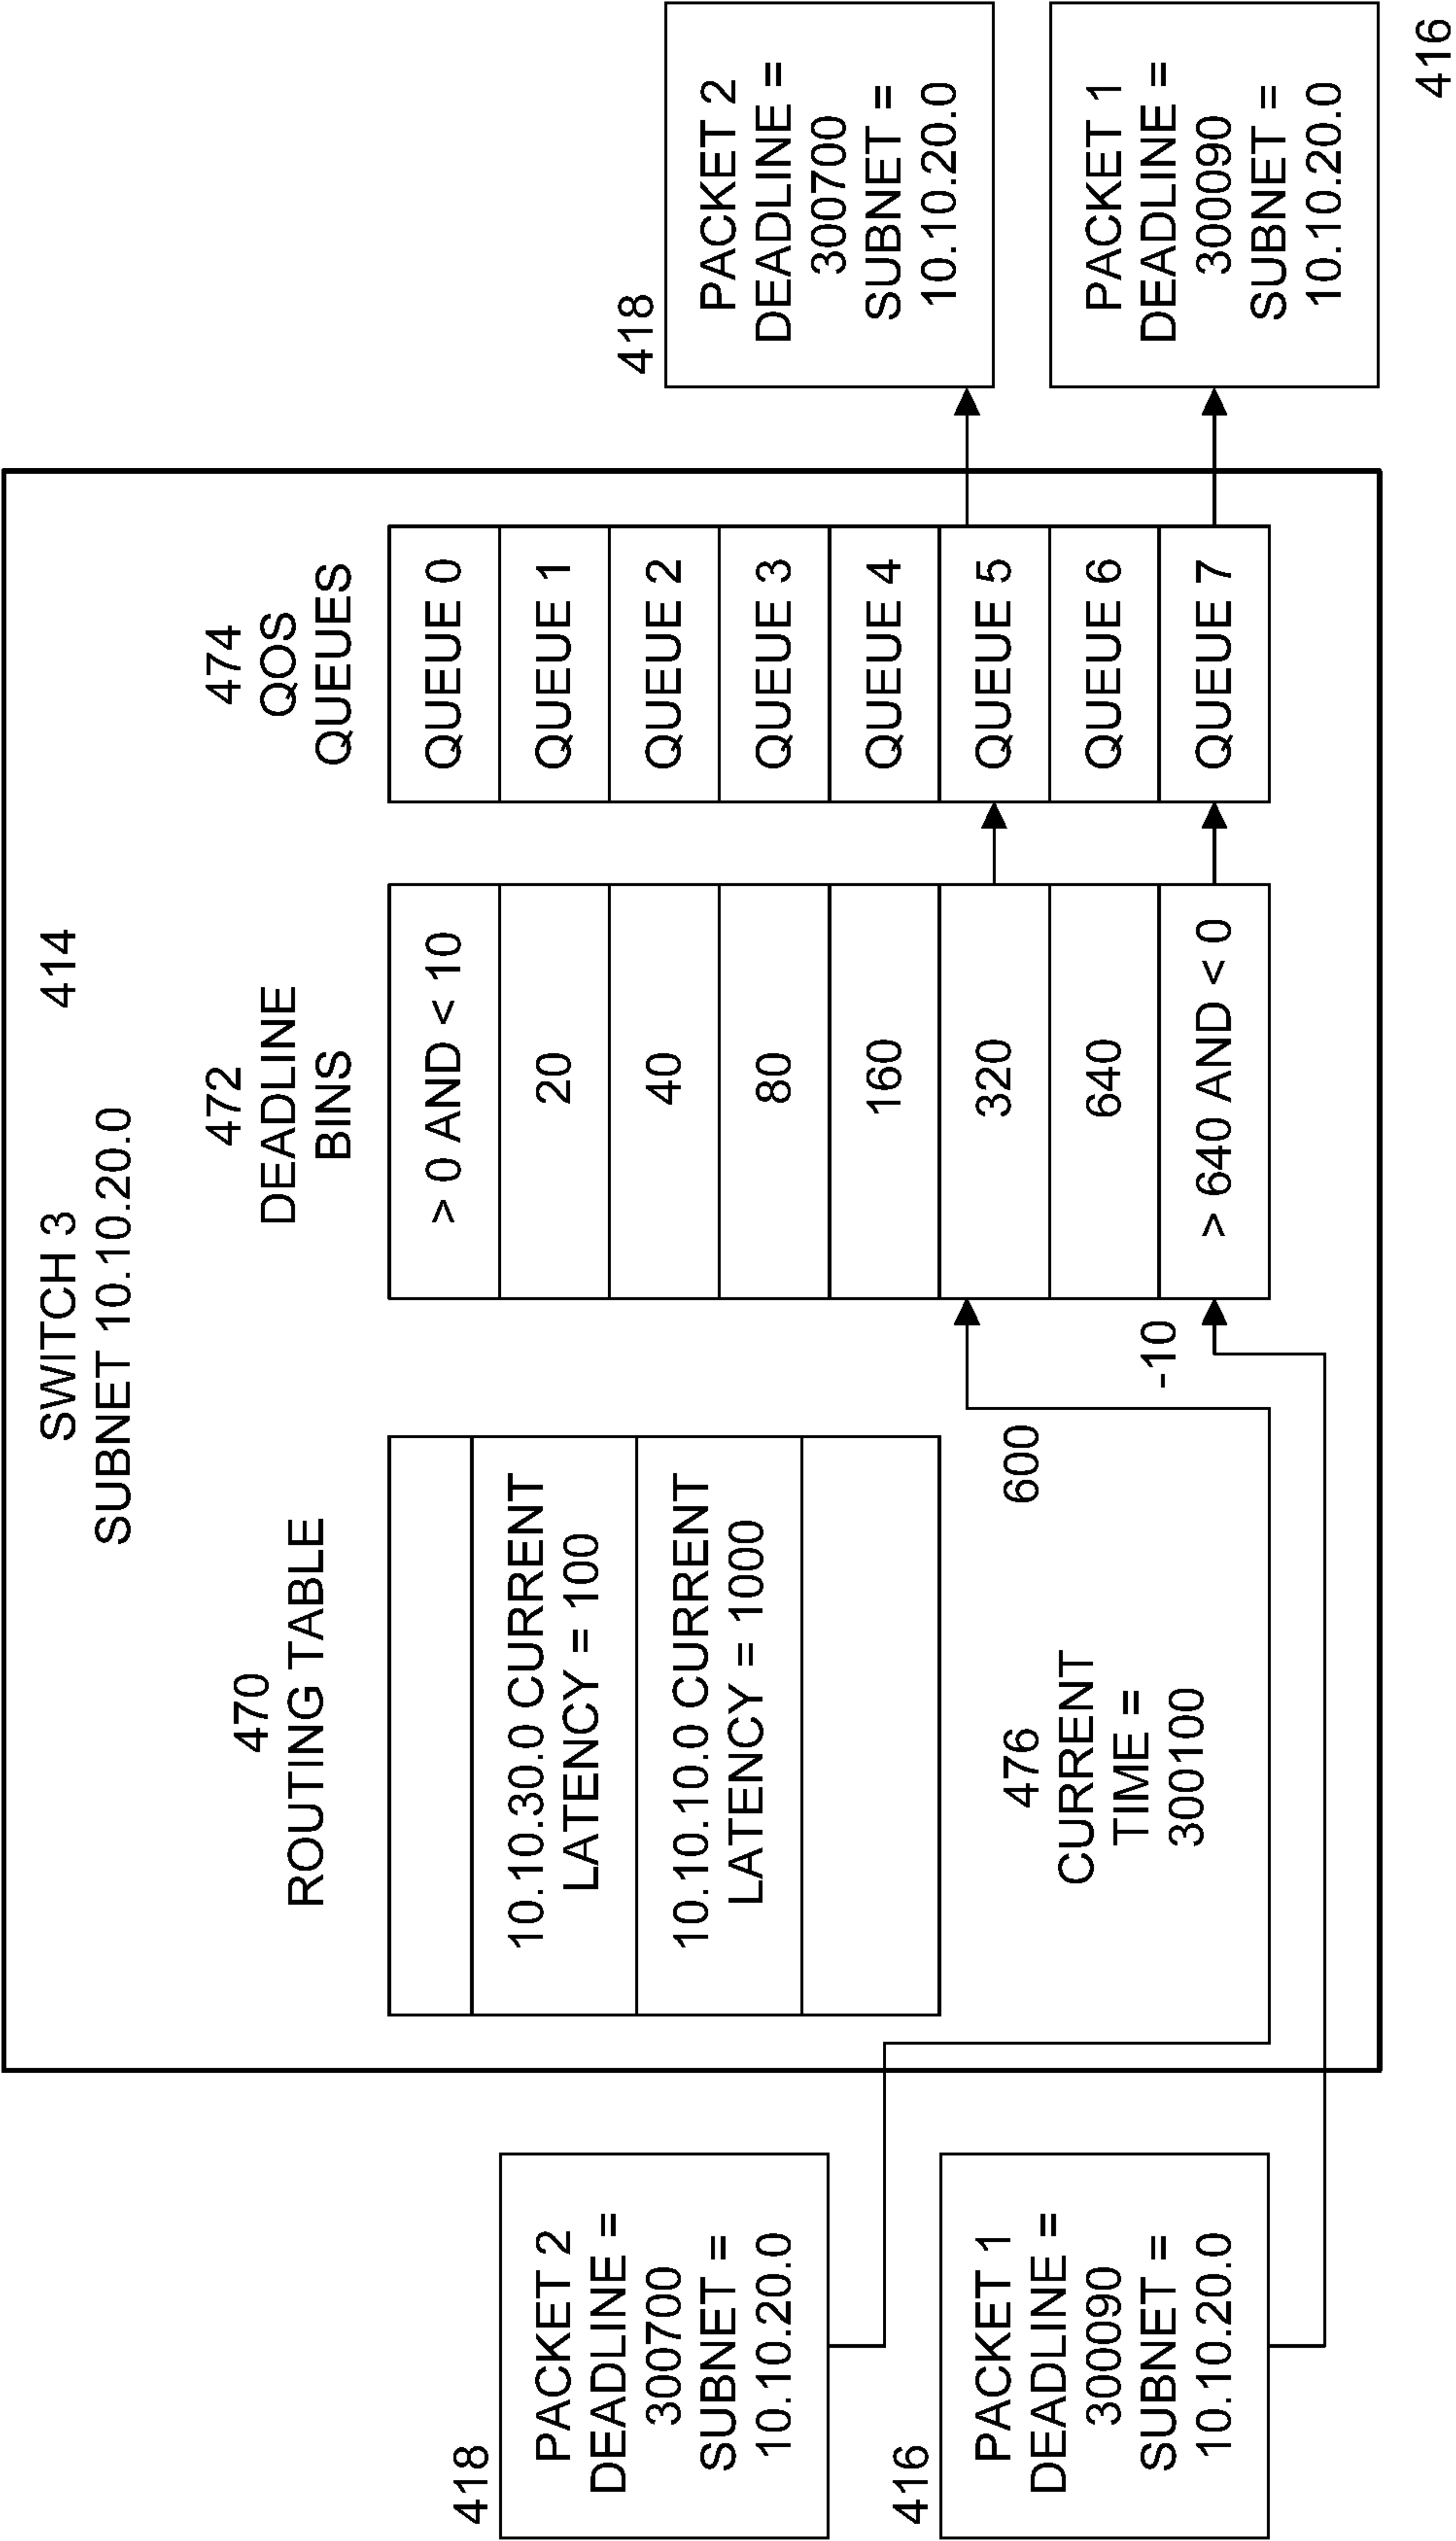 SWITCH 3
414
SUBNET 10.10.20.0
470
ROUTING TABLE
10.10.30.0 CURRENT
LATENCY = 100
10.10.10.0 CURRENT
LATENCY = 1000
476
CURRENT
TIME =
300100
600
-10
472
DEADLINE
BINS
> 0 AND < 10
20
40
80
160
320
640
> 640 AND < 0
474
QOS
QUEUES
QUEUE 0
QUEUE 1
QUEUE 2
QUEUE 3
QUEUE 4
QUEUE 5
QUEUE 6
QUEUE 7
418
PACKET 2
DEADLINE =
300700
SUBNET =
10.10.20.0
416
PACKET 1
DEADLINE =
300090
SUBNET =
10.10.20.0
418
PACKET 2
DEADLINE =
300700
SUBNET =
10.10.20.0
PACKET 1
DEADLINE =
300090
SUBNET =
10.10.20.0
416